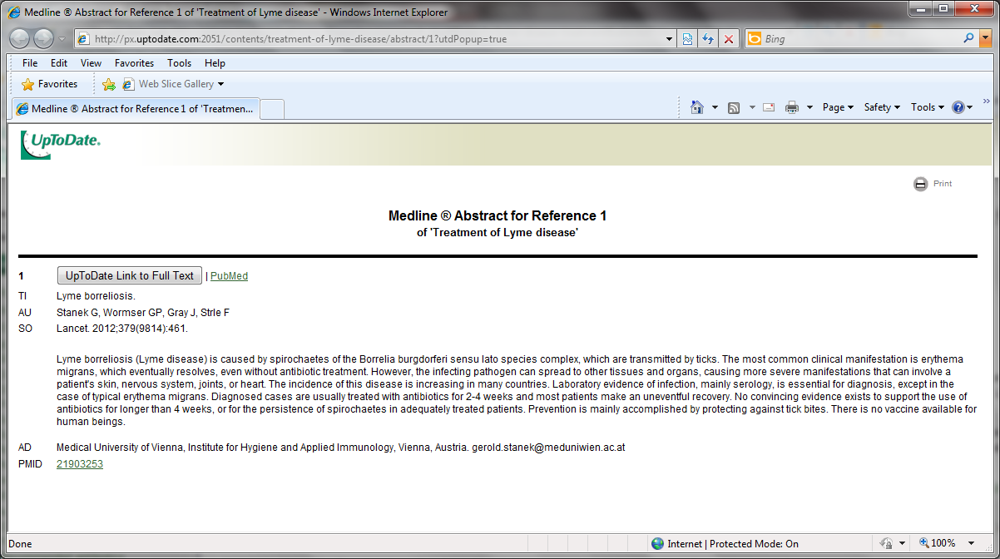 Medline ® Abstract for Reference 1 of 'Treatment of Lyme disease' - Windows Internet Explorer
http://px.uptodate.com:2051/contents/treatment-of-lyme-disease/abstract/1?utdPopup=true
Bing
File Edit View Favorites Tools Help
Favorites Web Slice Gallery
Medline ® Abstract for Reference 1 of 'Treatmen...
Page Safety Tools
UpToDate®
Print
Medline ® Abstract for Reference 1
of 'Treatment of Lyme disease'
1 UpToDate Link to Full Text | PubMed
TI Lyme borreliosis.
AU Stanek G, Wormser GP, Gray J, Strle F
SO Lancet. 2012;379(9814):461.
Lyme borreliosis (Lyme disease) is caused by spirochaetes of the Borrelia burgdorferi sensu lato species complex, which are transmitted by ticks. The most common clinical manifestation is erythema
migrans, which eventually resolves, even without antibiotic treatment. However, the infecting pathogen can spread to other tissues and organs, causing more severe manifestations that can involve a
patient's skin, nervous system, joints, or heart. The incidence of this disease is increasing in many countries. Laboratory evidence of infection, mainly serology, is essential for diagnosis, except in the
case of typical erythema migrans. Diagnosed cases are usually treated with antibiotics for 2-4 weeks and most patients make an uneventful recovery. No convincing evidence exists to support the use of
antibiotics for longer than 4 weeks, or for the persistence of spirochaetes in adequately treated patients. Prevention is mainly accomplished by protecting against tick bites. There is no vaccine available for
human beings.
AD Medical University of Vienna, Institute for Hygiene and Applied Immunology, Vienna, Austria. gerold.stanek@meduniwien.ac.at
PMID 21903253
Done Internet | Protected Mode: On 100%